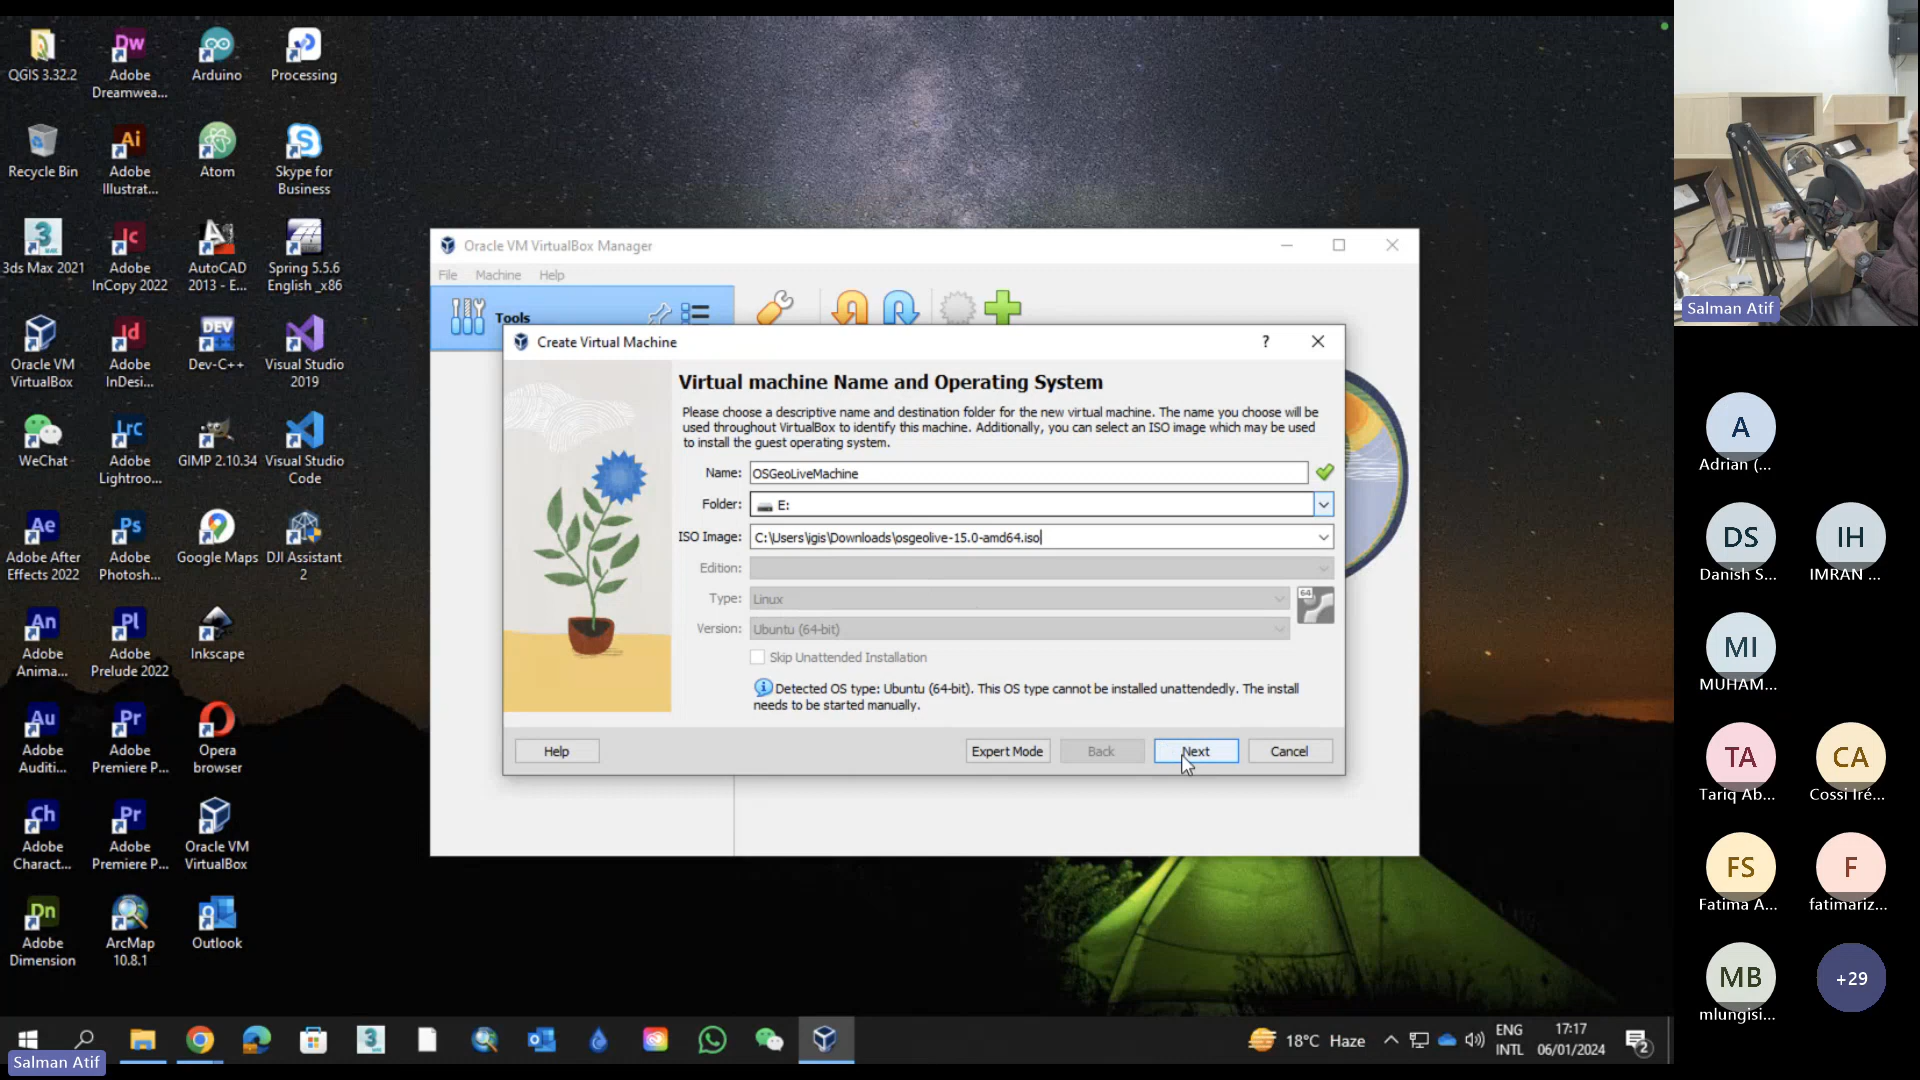 QGIS 3.32.2
Adobe
Dreamwea...
Arduino
Processing
Recycle Bin
Adobe
Illustrat...
Atom
Skype for
Business
3ds Max 2021
Adobe
InCopy 2022
AutoCAD
2013 - E...
Spring 5.5.6
English _x86
Oracle VM
VirtualBox
Adobe
InDesi...
Dev-C++
Visual Studio
2019
WeChat
Adobe
Lightroo...
GIMP 2.10.34
Visual Studio
Code
Adobe After
Effects 2022
Adobe
Photosh...
Google Maps
DJI Assistant
2
Adobe
Anima...
Adobe
Prelude 2022
Inkscape
Adobe
Auditi...
Adobe
Premiere P...
Opera
browser
Adobe
Charact...
Adobe
Premiere P...
Oracle VM
VirtualBox
Adobe
Dimension
ArcMap
10.8.1
Outlook
Oracle VM VirtualBox Manager
File Machine Help
Tools
Create Virtual Machine
?
Virtual machine Name and Operating System
Please choose a descriptive name and destination folder for the new virtual machine. The name you choose will be
used throughout VirtualBox to identify this machine. Additionally, you can select an ISO image which may be used
to install the guest operating system.
Name: OSGeoLiveMachine
Folder: E:
ISO Image: C:\Users\igis\Downloads\osgeolive-15.0-amd64.iso
Edition:
Type: Linux
64
Version: Ubuntu (64-bit)
Skip Unattended Installation
Detected OS type: Ubuntu (64-bit). This OS type cannot be installed unattendedly. The install
needs to be started manually.
Help Expert Mode Back Next Cancel
18°C Haze
ENG
INTL
17:17
06/01/2024
2
Salman Atif
Salman Atif
A
Adrian (...
DS
Danish S...
IH
IMRAN ...
MI
MUHAM...
TA
Tariq Ab...
CA
Cossi Iré...
FS
Fatima A...
F
fatimariz...
MB
mlungisi...
+29